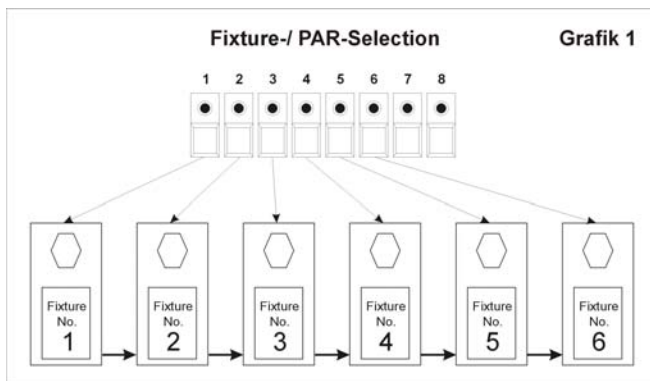 Fixture-/ PAR-Selection Grafik 1
1 2 3 4 5 6 7 8
Fixture No. 1
Fixture No. 2
Fixture No. 3
Fixture No. 4
Fixture No. 5
Fixture No. 6